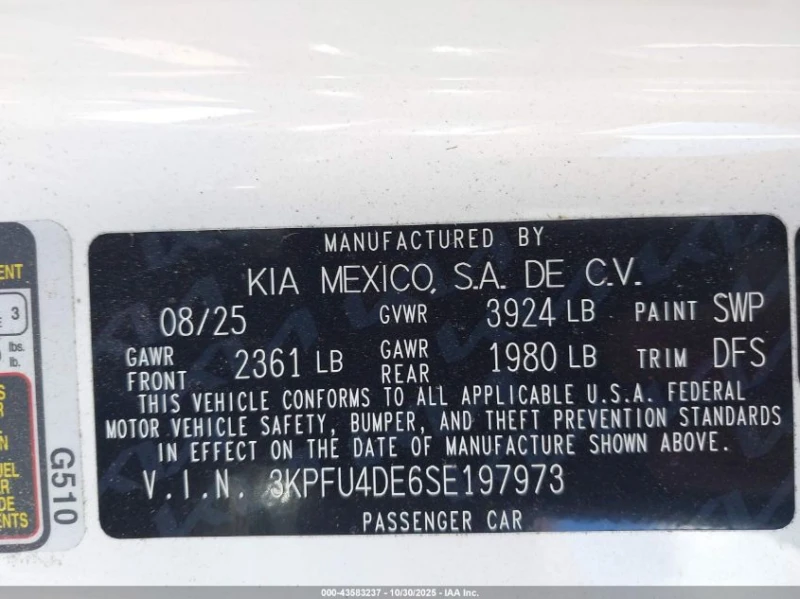 MANUFACTURED BY
KIA MEXICO, S.A. DE C.V.
08/25 GVWR 3924 LB PAINT SWP
GAWR FRONT 2361 LB GAWR REAR 1980 LB TRIM DFS
THIS VEHICLE CONFORMS TO ALL APPLICABLE U.S.A. FEDERAL
MOTOR VEHICLE SAFETY, BUMPER, AND THEFT PREVENTION STANDARDS
IN EFFECT ON THE DATE OF MANUFACTURE SHOWN ABOVE.
V.I.N. 3KPFU4DE6SE197973
PASSENGER CAR
G510
3
lbs.
lb.
000-43583237 - 10/30/2025 - IAA Inc.